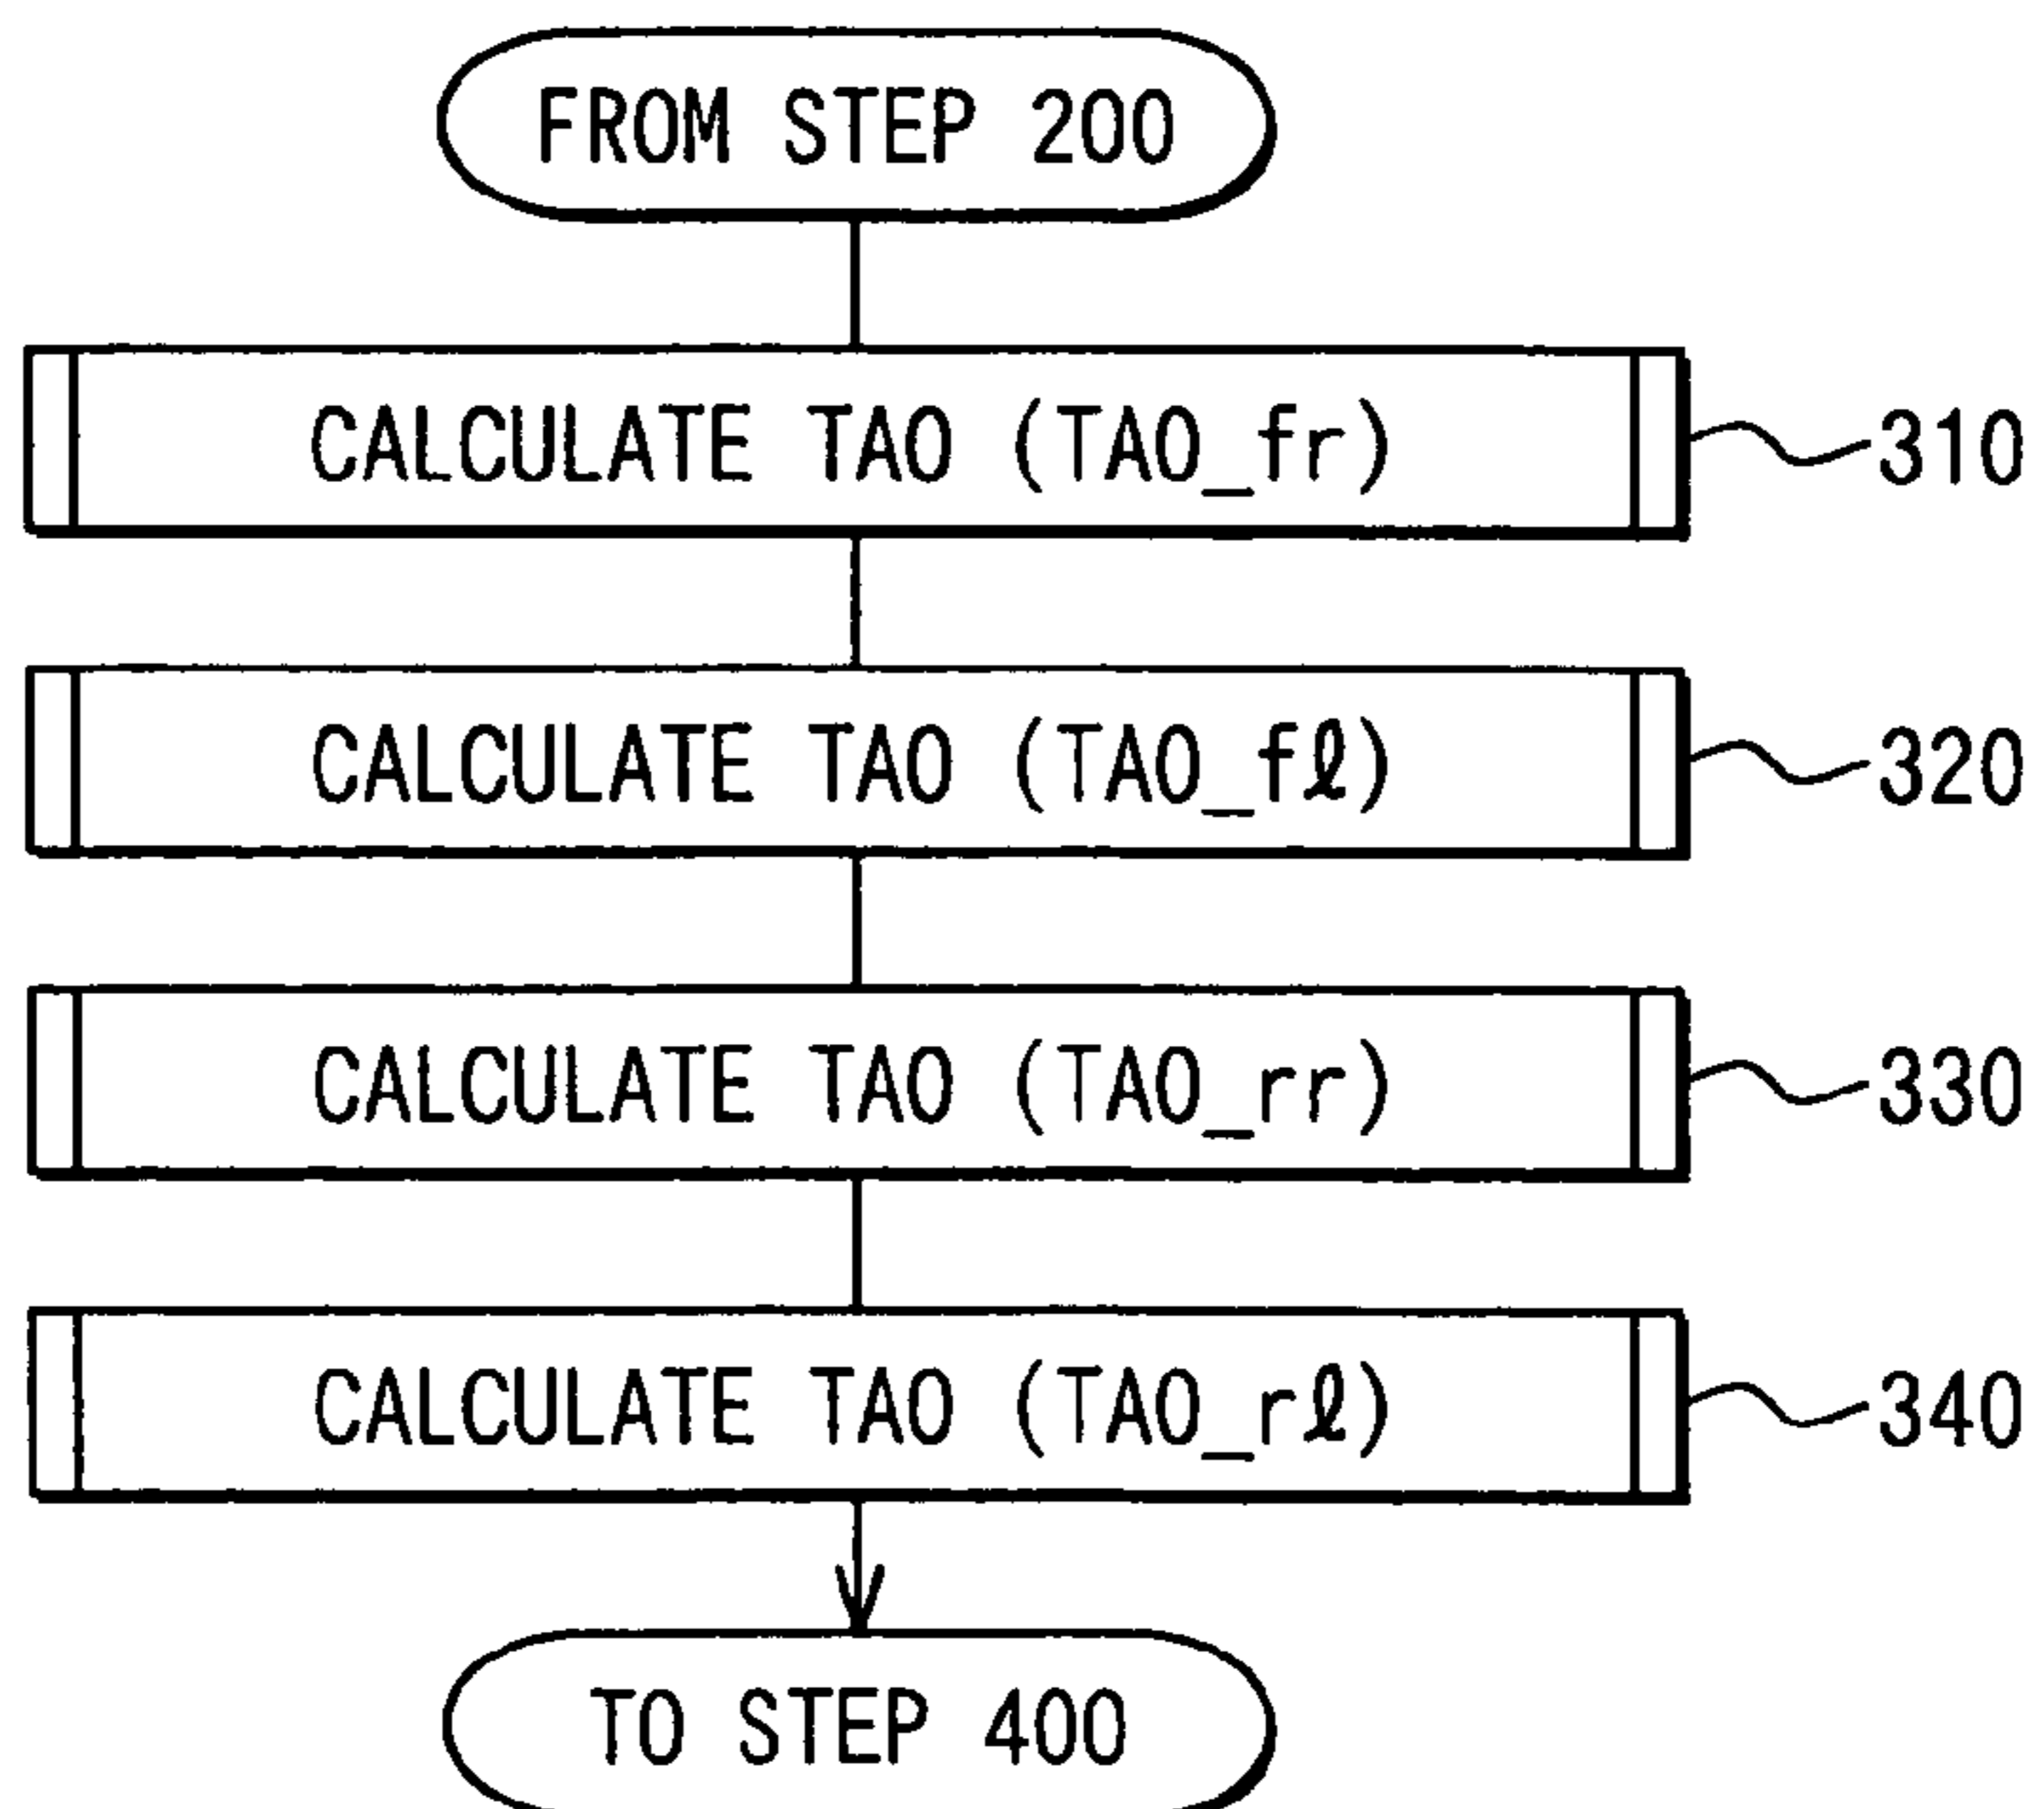 FROM STEP 200
CALCULATE TAO (TAO_fr) 310
CALCULATE TAO (TAO_fℓ) 320
CALCULATE TAO (TAO_rr) 330
CALCULATE TAO (TAO_rℓ) 340
TO STEP 400